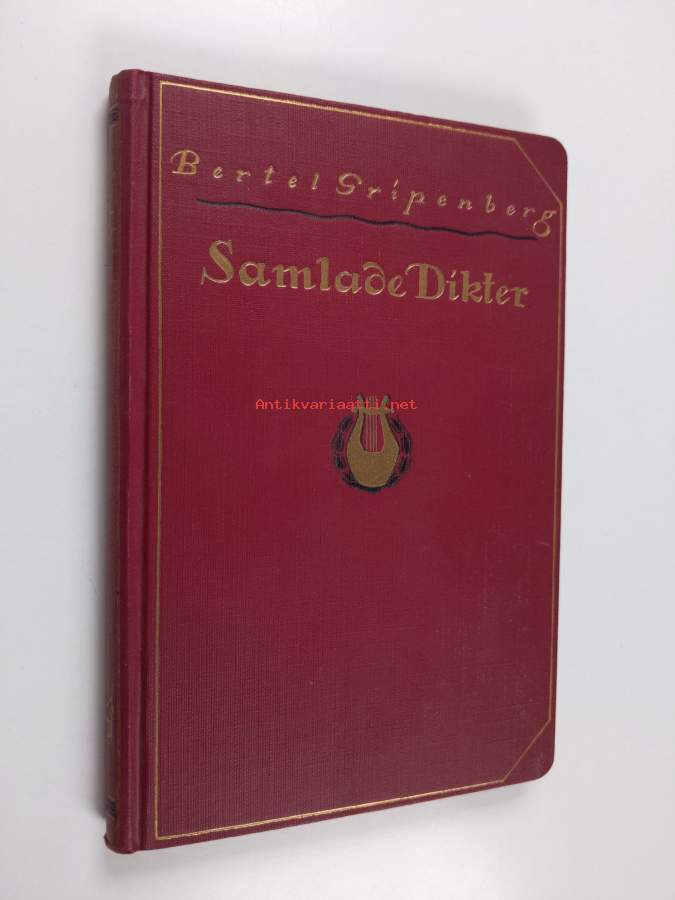 Bertel Gripenberg
Samlade Dikter
Antikvariaatti.net